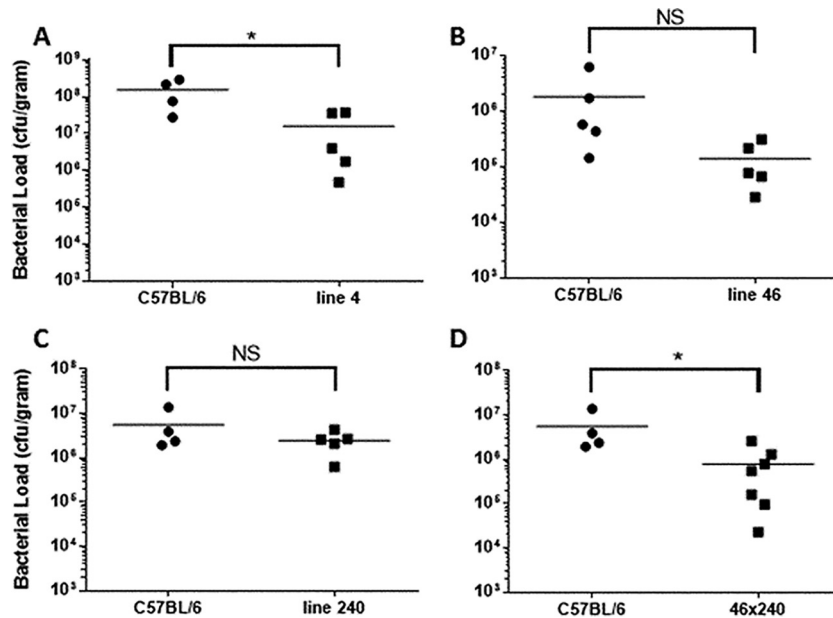 A
*
Bacterial Load (cfu/gram)
10⁹
10⁸
10⁷
10⁶
10⁵
10⁴
10³
C57BL/6
line 4
B
NS
10⁷
10⁶
10⁵
10⁴
10³
C57BL/6
line 46
C
NS
Bacterial Load (cfu/gram)
10⁸
10⁷
10⁶
10⁵
10⁴
10³
C57BL/6
line 240
D
*
10⁸
10⁷
10⁶
10⁵
10⁴
10³
C57BL/6
46x240